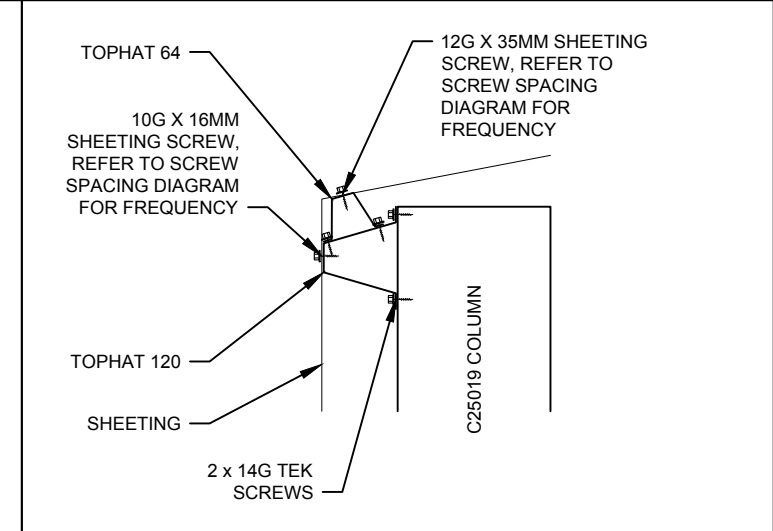 TOPHAT 64
12G X 35MM SHEETING
SCREW, REFER TO
SCREW SPACING
DIAGRAM FOR
FREQUENCY
10G X 16MM
SHEETING SCREW,
REFER TO SCREW
SPACING DIAGRAM
FOR FREQUENCY
C25019 COLUMN
TOPHAT 120
SHEETING
2 x 14G TEK
SCREWS